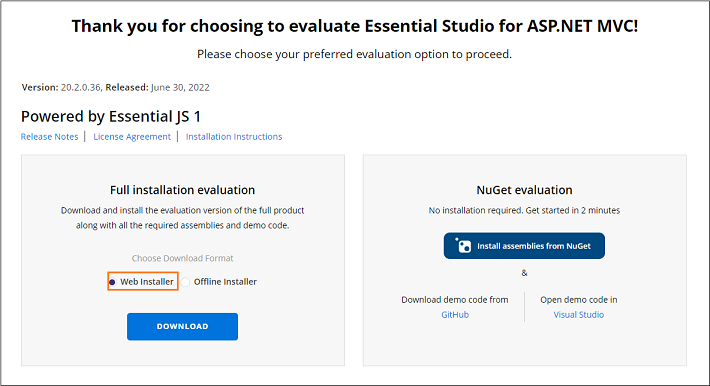 Thank you for choosing to evaluate Essential Studio for ASP.NET MVC!
Please choose your preferred evaluation option to proceed.
Version: 20.2.0.36, Released: June 30, 2022
Powered by Essential JS 1
Release Notes | License Agreement | Installation Instructions
Full installation evaluation
Download and install the evaluation version of the full product
along with all the required assemblies and demo code.
Choose Download Format
Web Installer Offline Installer
DOWNLOAD
NuGet evaluation
No installation required. Get started in 2 minutes
Install assemblies from NuGet
&
Download demo code from
GitHub
Open demo code in
Visual Studio